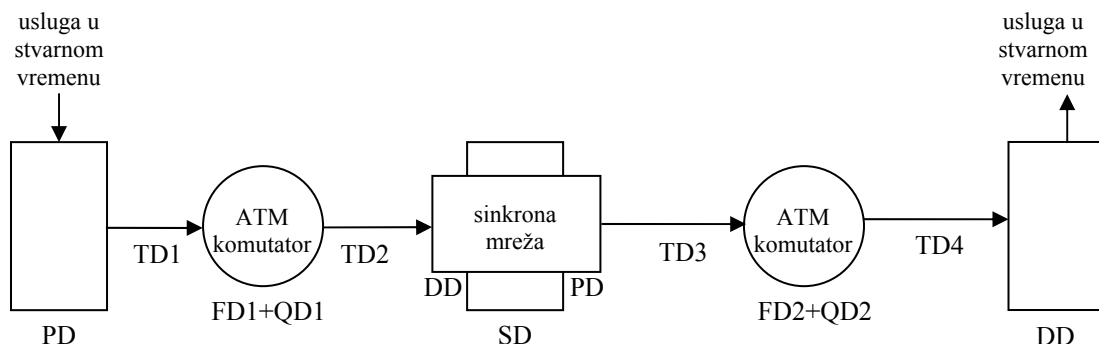 usluga u
stvarnom
vremenu
usluga u
stvarnom
vremenu
ATM
komutator
sinkrona
mreža
ATM
komutator
TD1
TD2
TD3
TD4
DD
PD
FD1+QD1
FD2+QD2
PD
SD
DD